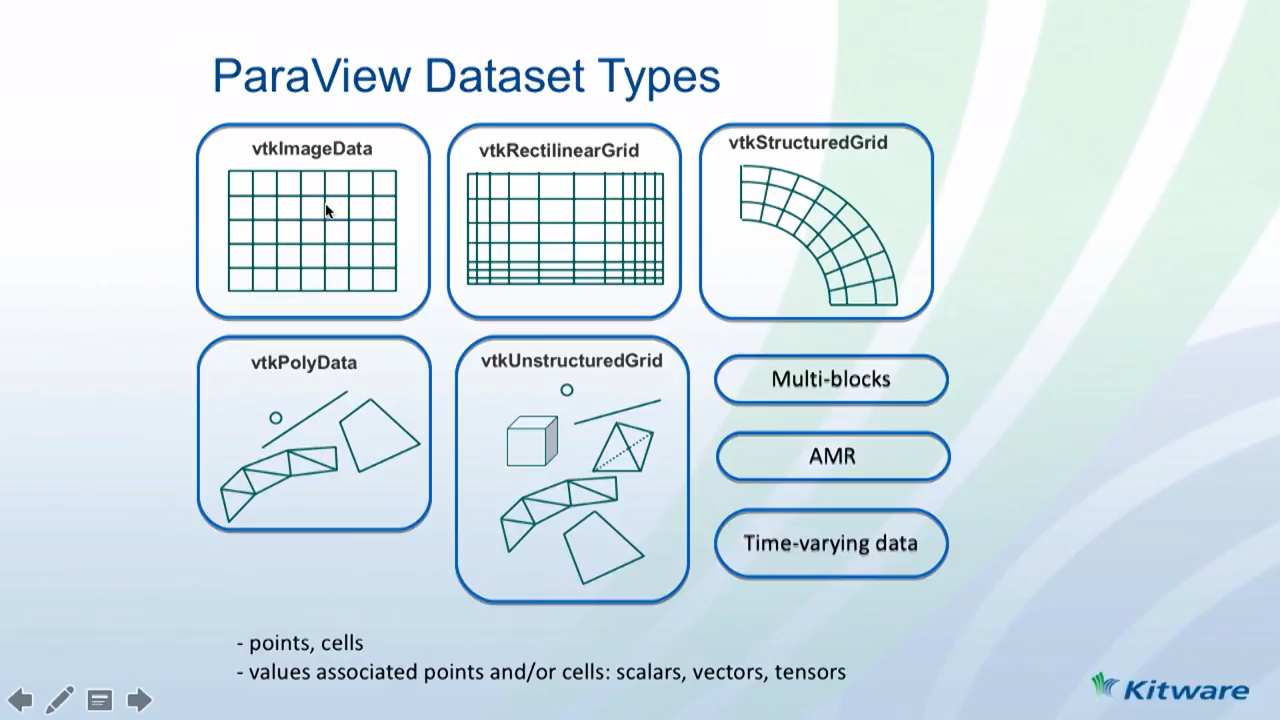 ParaView Dataset Types
vtkImageData
vtkRectilinearGrid
vtkStructuredGrid
vtkPolyData
vtkUnstructuredGrid
Multi-blocks
AMR
Time-varying data
- points, cells
- values associated points and/or cells: scalars, vectors, tensors
Kitware